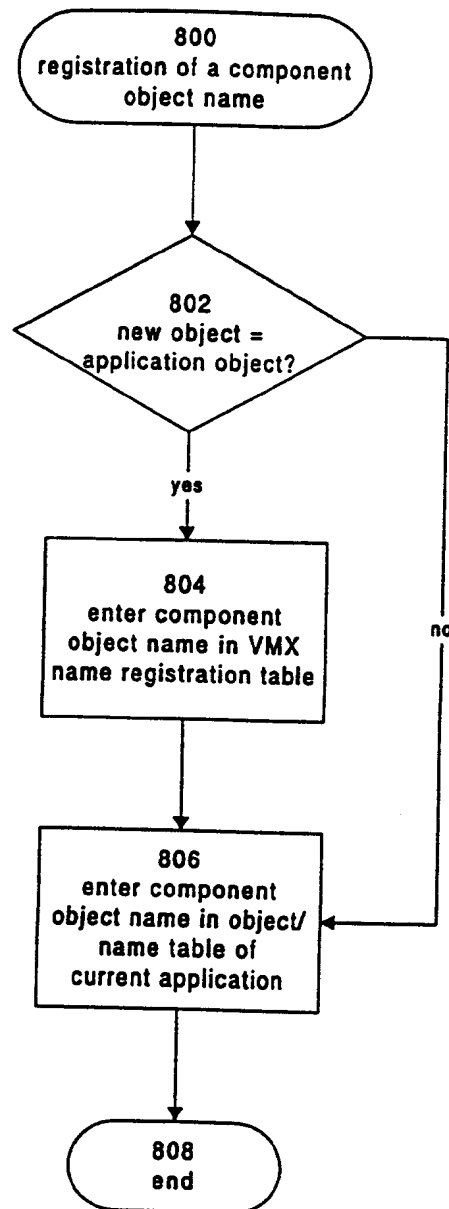 800
registration of a component
object name
802
new object =
application object?
yes
no
804
enter component
object name in VMX
name registration table
806
enter component
object name in object/
name table of
current application
808
end